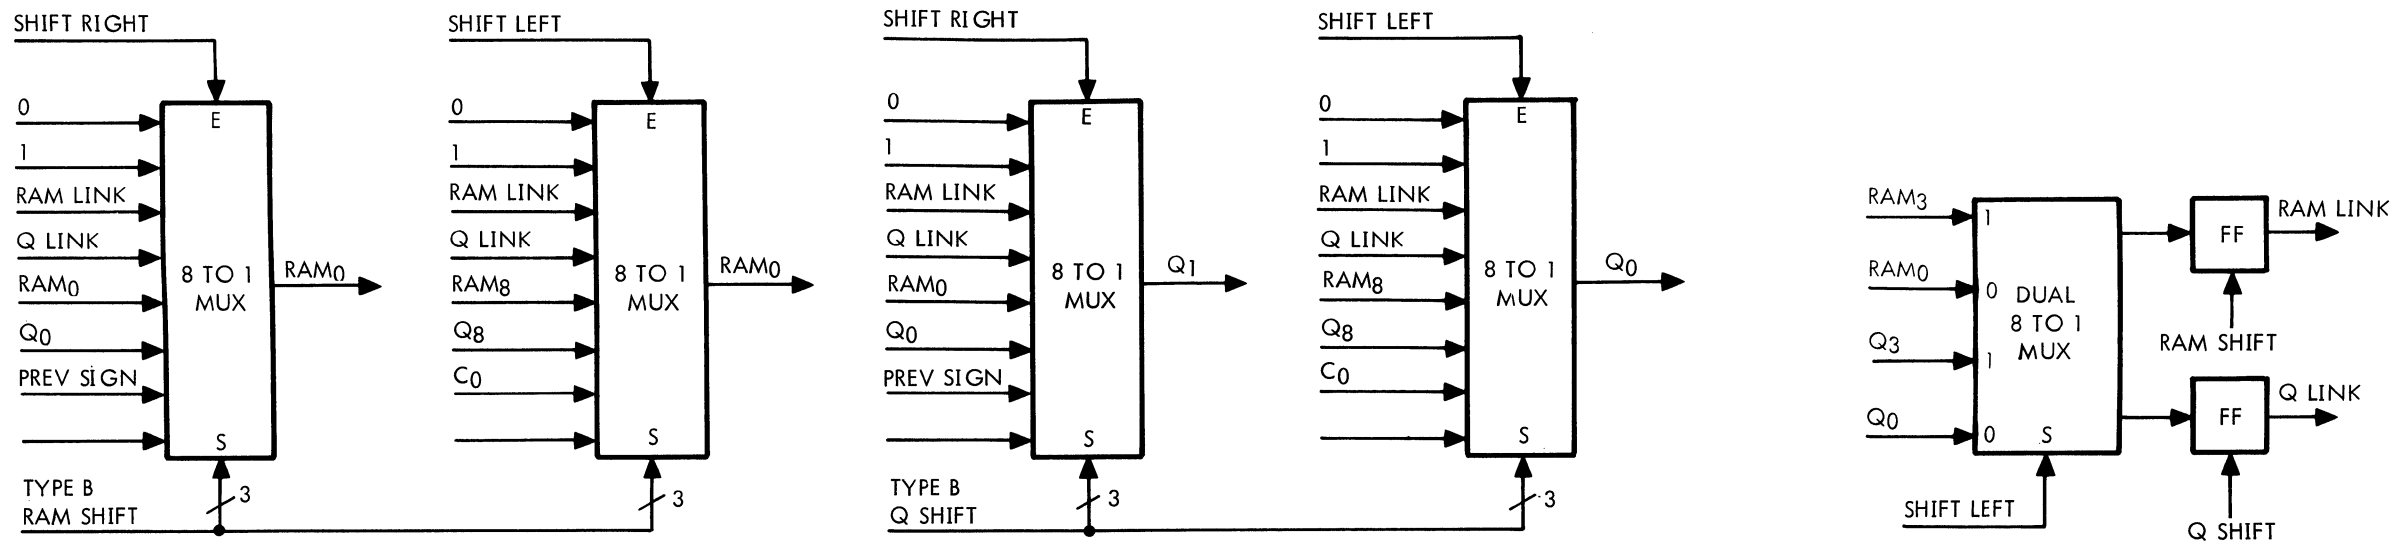 SHIFT RIGHT
0
1
RAM LINK
Q LINK
RAM0
Q0
PREV SIGN
E
8 TO 1
MUX
S
RAM0
TYPE B
RAM SHIFT
3
SHIFT LEFT
0
1
RAM LINK
Q LINK
RAM8
Q8
C0
E
8 TO 1
MUX
S
RAM0
3
SHIFT RIGHT
0
1
RAM LINK
Q LINK
RAM0
Q0
PREV SIGN
E
8 TO 1
MUX
S
Q1
TYPE B
Q SHIFT
3
SHIFT LEFT
0
1
RAM LINK
Q LINK
RAM8
Q8
C0
E
8 TO 1
MUX
S
Q0
3
RAM3
RAM0
Q3
Q0
1
0
1
0
DUAL
8 TO 1
MUX
S
SHIFT LEFT
FF
RAM LINK
RAM SHIFT
FF
Q LINK
Q SHIFT